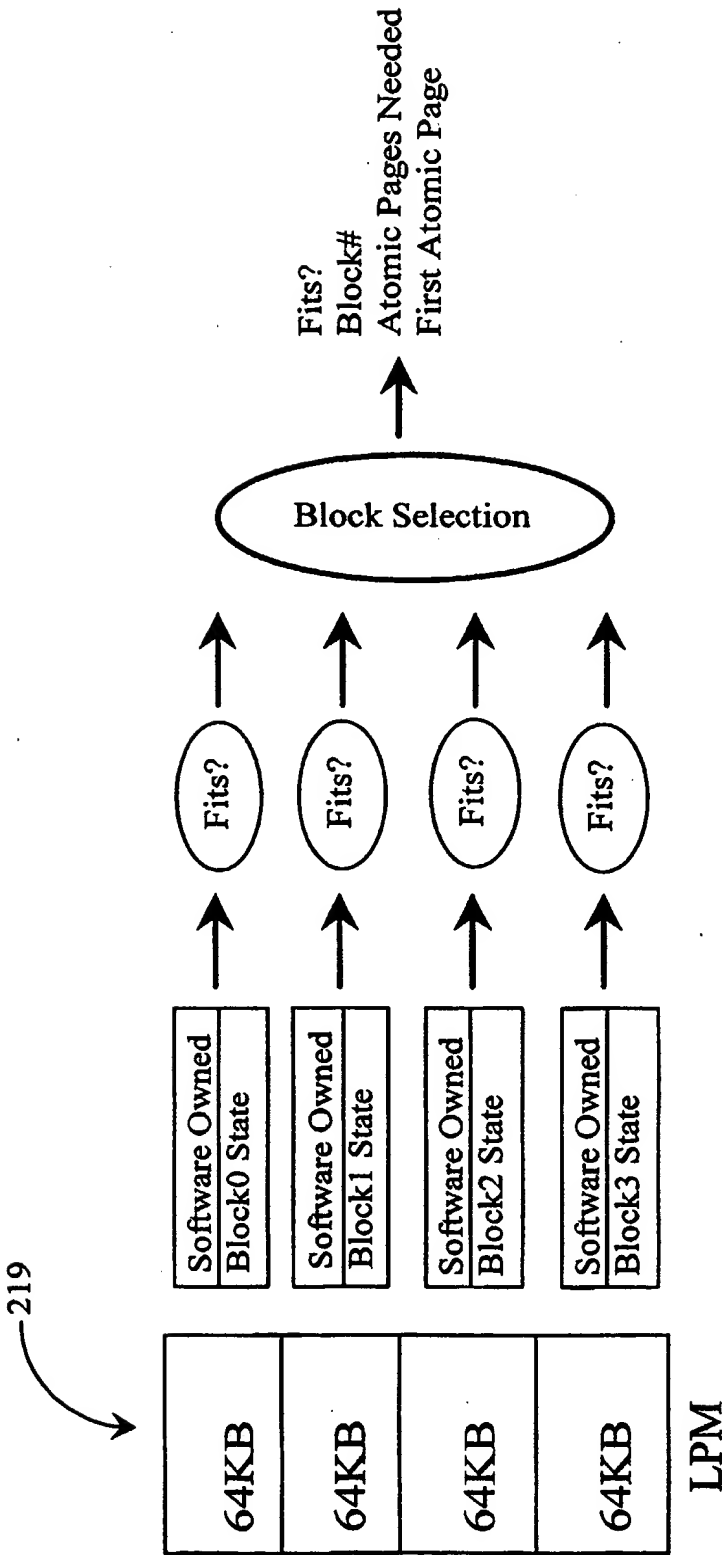 219
64KB
64KB
64KB
64KB
LPM
Software Owned
Block0 State
Software Owned
Block1 State
Software Owned
Block2 State
Software Owned
Block3 State
Fits?
Fits?
Fits?
Fits?
Block Selection
Fits?
Block#
Atomic Pages Needed
First Atomic Page